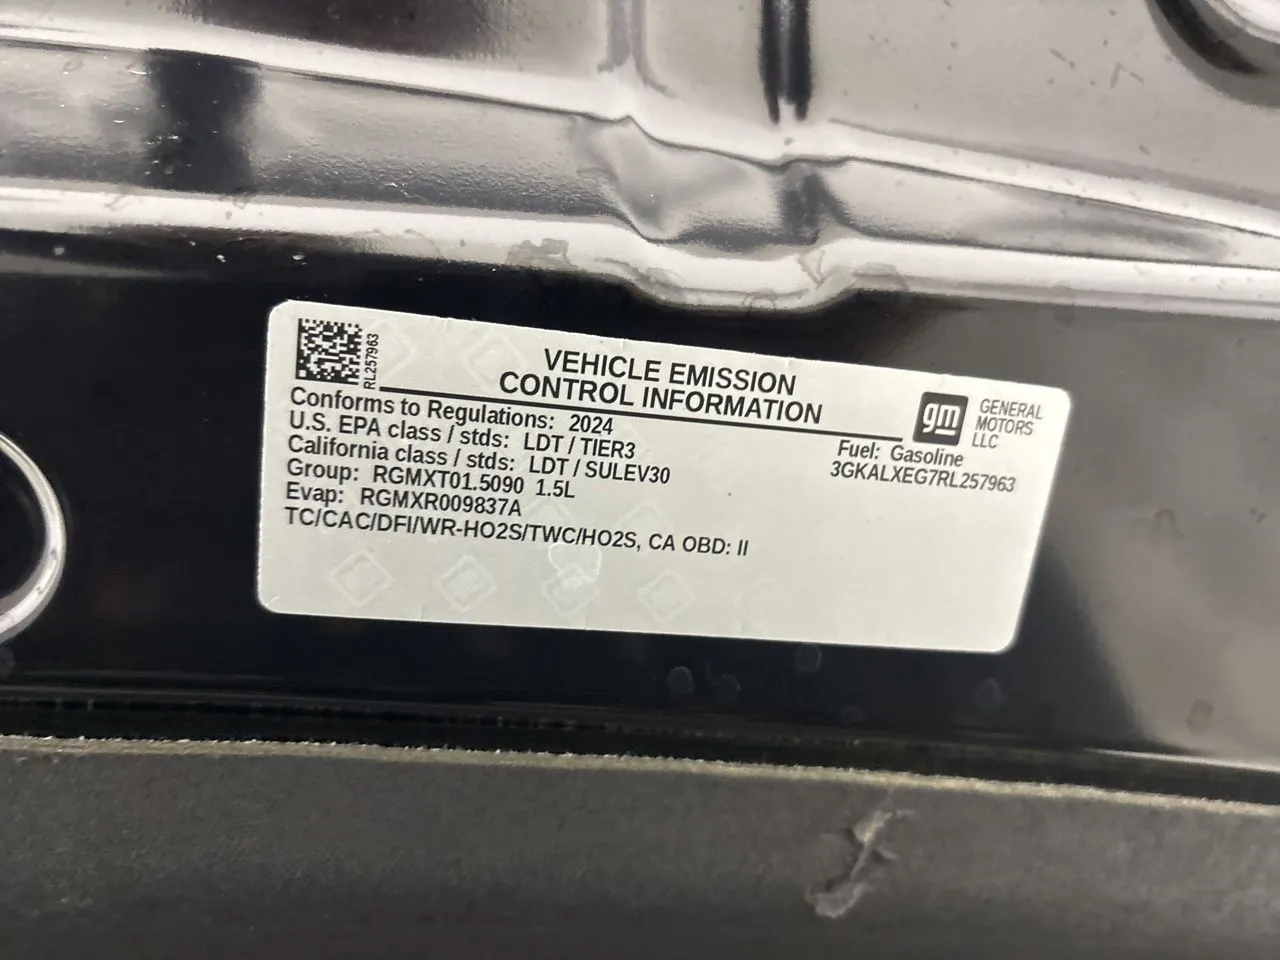 RL257963
VEHICLE EMISSION
CONTROL INFORMATION
gm
GENERAL
MOTORS
LLC
Conforms to Regulations: 2024
U.S. EPA class / stds: LDT / TIER3
California class / stds: LDT / SULEV30
Group: RGMXT01.5090 1.5L
Evap: RGMXR009837A
TC/CAC/DFI/WR-HO2S/TWC/HO2S, CA OBD: II
Fuel: Gasoline
3GKALXEG7RL257963